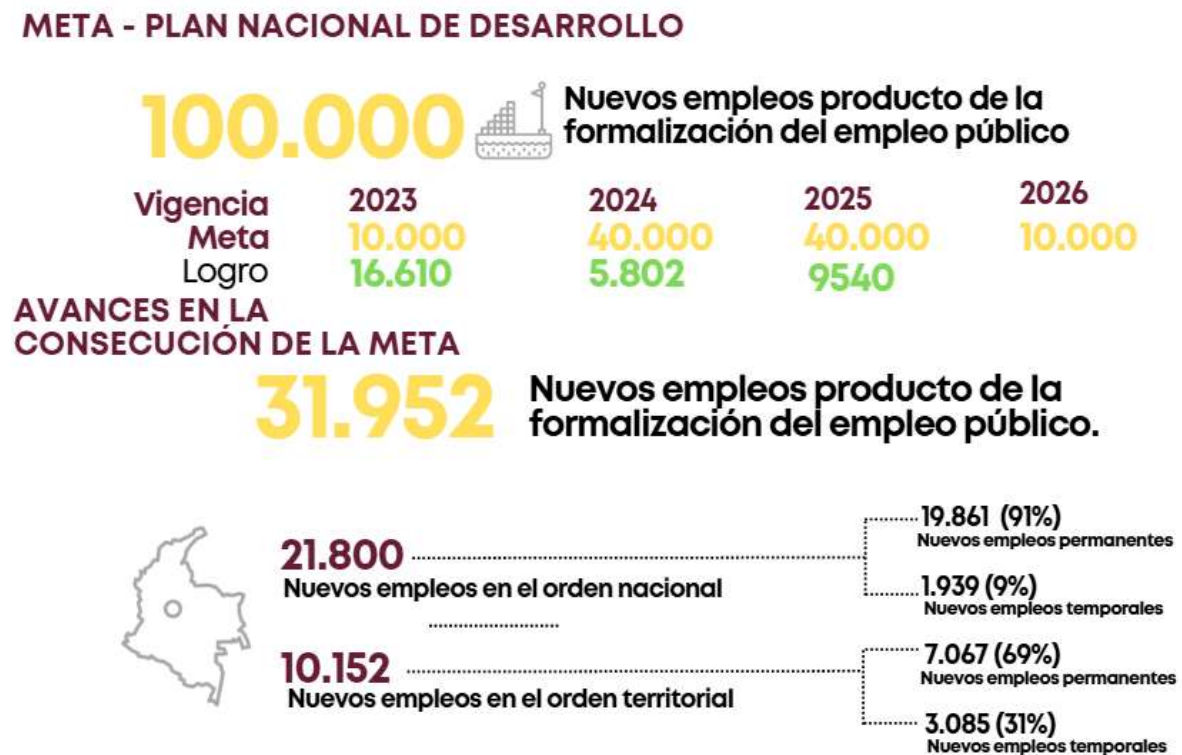 META - PLAN NACIONAL DE DESARROLLO
100.000
Nuevos empleos producto de la
formalización del empleo público
Vigencia 2023 2024 2025 2026
Meta 10.000 40.000 40.000 10.000
Logro 16.610 5.802 9540
AVANCES EN LA
CONSECUCIÓN DE LA META
31.952
Nuevos empleos producto de la
formalización del empleo público.
21.800
Nuevos empleos en el orden nacional
19.861 (91%)
Nuevos empleos permanentes
1.939 (9%)
Nuevos empleos temporales
10.152
Nuevos empleos en el orden territorial
7.067 (69%)
Nuevos empleos permanentes
3.085 (31%)
Nuevos empleos temporales